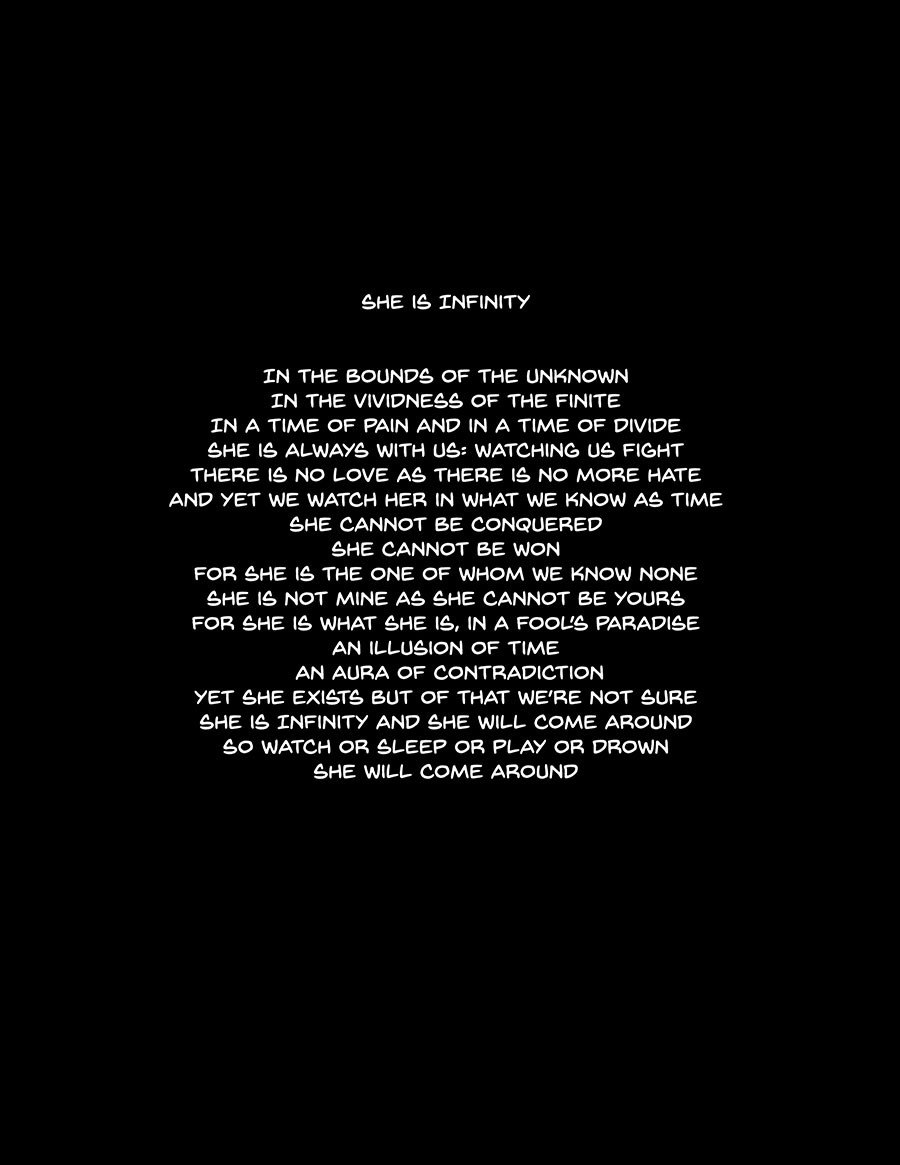 SHE IS INFINITY
IN THE BOUNDS OF THE UNKNOWN
IN THE VIVIDNESS OF THE FINITE
IN A TIME OF PAIN AND IN A TIME OF DIVIDE
SHE IS ALWAYS WITH US: WATCHING US FIGHT
THERE IS NO LOVE AS THERE IS NO MORE HATE
AND YET WE WATCH HER IN WHAT WE KNOW AS TIME
SHE CANNOT BE CONQUERED
SHE CANNOT BE WON
FOR SHE IS THE ONE OF WHOM WE KNOW NONE
SHE IS NOT MINE AS SHE CANNOT BE YOURS
FOR SHE IS WHAT SHE IS, IN A FOOL'S PARADISE
AN ILLUSION OF TIME
AN AURA OF CONTRADICTION
YET SHE EXISTS BUT OF THAT WE'RE NOT SURE
SHE IS INFINITY AND SHE WILL COME AROUND
SO WATCH OR SLEEP OR PLAY OR DROWN
SHE WILL COME AROUND